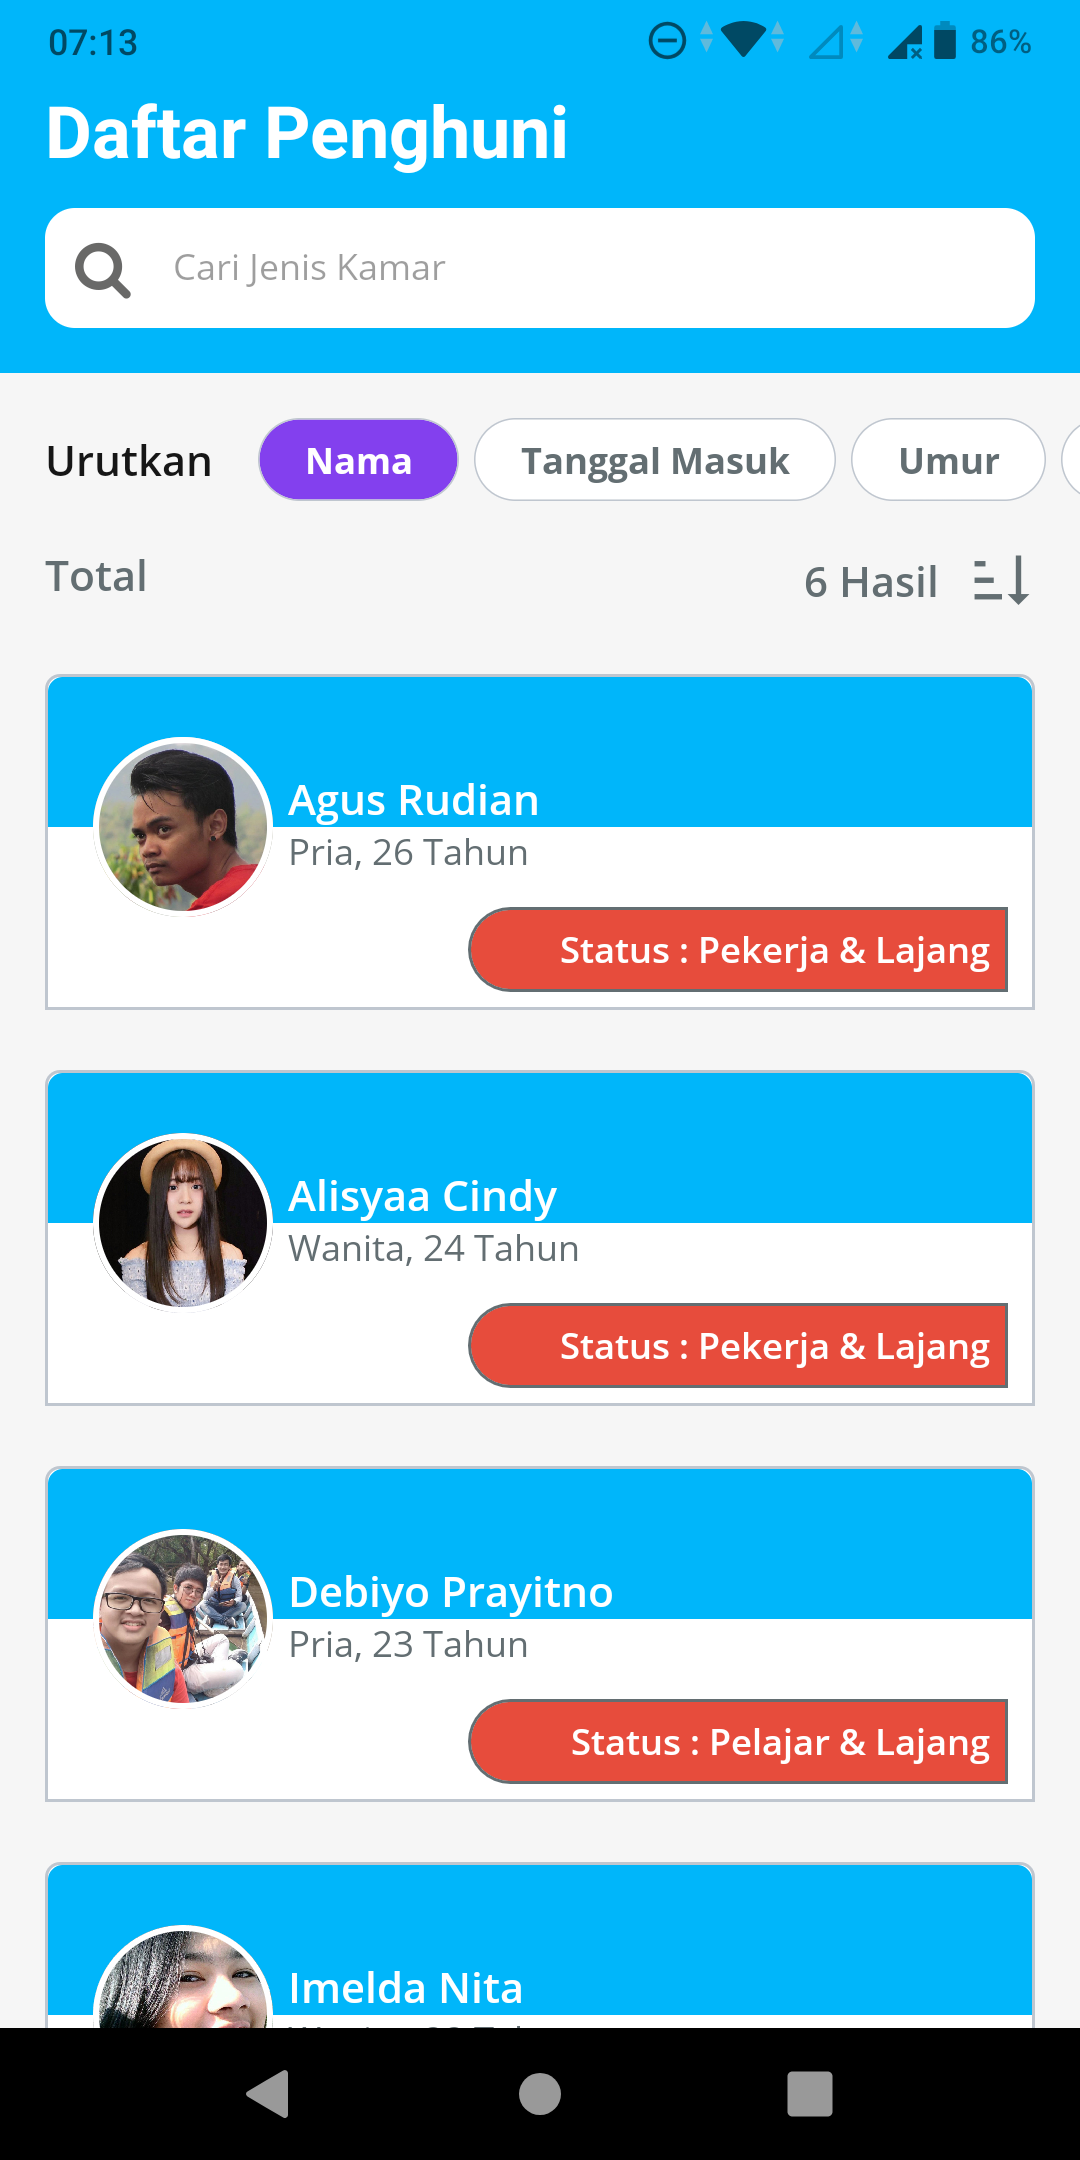 07:13
86%
Daftar Penghuni
Cari Jenis Kamar
Urutkan
Nama
Tanggal Masuk
Umur
Total
6 Hasil
Agus Rudian
Pria, 26 Tahun
Status : Pekerja & Lajang
Alisyaa Cindy
Wanita, 24 Tahun
Status : Pekerja & Lajang
Debiyo Prayitno
Pria, 23 Tahun
Status : Pelajar & Lajang
Imelda Nita